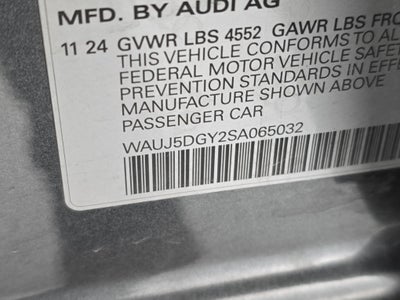 MFD. BY AUDI AG
11 24 GVWR LBS 4552 GAWR LBS FRO
THIS VEHICLE CONFORMS TO AL
FEDERAL MOTOR VEHICLE SAFET
PREVENTION STANDARDS IN EFFE
MANUFACTURE SHOWN ABOVE
PASSENGER CAR
WAUJ5DGY2SA065032